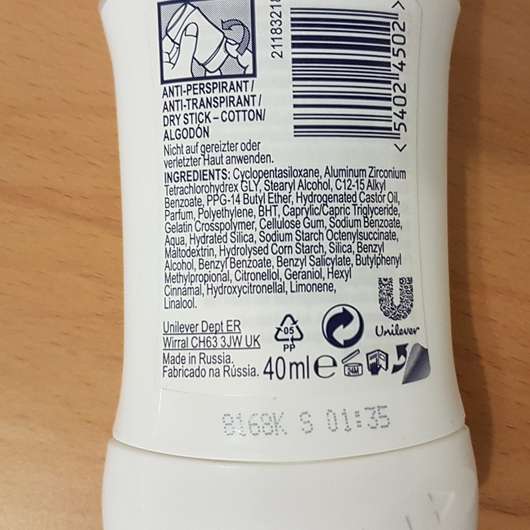 ANTI-PERSPIRANT/
ANTI-TRANSPIRANT/
DRY STICK – COTTON/
ALGODÓN
Nicht auf gereizter oder
verletzter Haut anwenden.
INGREDIENTS: Cyclopentasiloxane, Aluminum Zirconium
Tetrachlorohydrex GLY, Stearyl Alcohol, C12-15 Alkyl
Benzoate, PPG-14 Butyl Ether, Hydrogenated Castor Oil,
Parfum, Polyethylene, BHT, Caprylic/Capric Triglyceride,
Gelatin Crosspolymer, Cellulose Gum, Sodium Benzoate,
Aqua, Hydrated Silica, Sodium Starch Octenylsuccinate,
Maltodextrin, Hydrolysed Corn Starch, Silica, Benzyl
Alcohol, Benzyl Benzoate, Benzyl Salicylate, Butylphenyl
Methylpropional, Citronellol, Geraniol, Hexyl
Cinnamal, Hydroxycitronellal, Limonene,
Linalool.
2118321
<5402 4502>
Unilever
Unilever Dept ER
Wirral CH63 3JW UK
Made in Russia.
Fabricado na Rússia.
05
PP
40ml℮
24M
8168K S 01:35